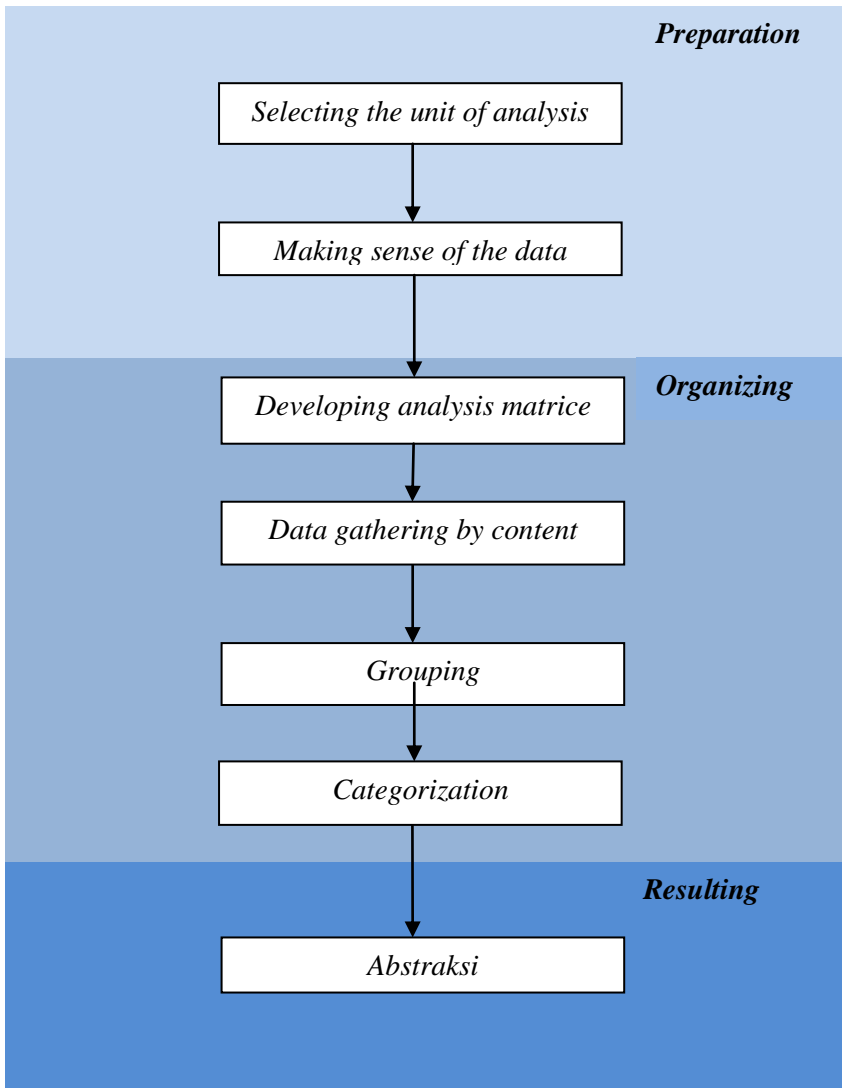 Preparation
Selecting the unit of analysis
Making sense of the data
Organizing
Developing analysis matrice
Data gathering by content
Grouping
Categorization
Resulting
Abstraksi